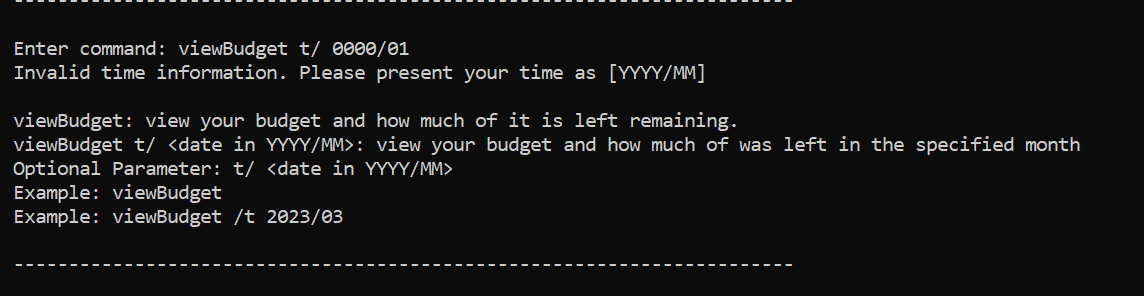 ------------------------------------------------------------------------
Enter command: viewBudget t/ 0000/01
Invalid time information. Please present your time as [YYYY/MM]
viewBudget: view your budget and how much of it is left remaining.
viewBudget t/ <date in YYYY/MM>: view your budget and how much of was left in the specified month
Optional Parameter: t/ <date in YYYY/MM>
Example: viewBudget
Example: viewBudget /t 2023/03
------------------------------------------------------------------------